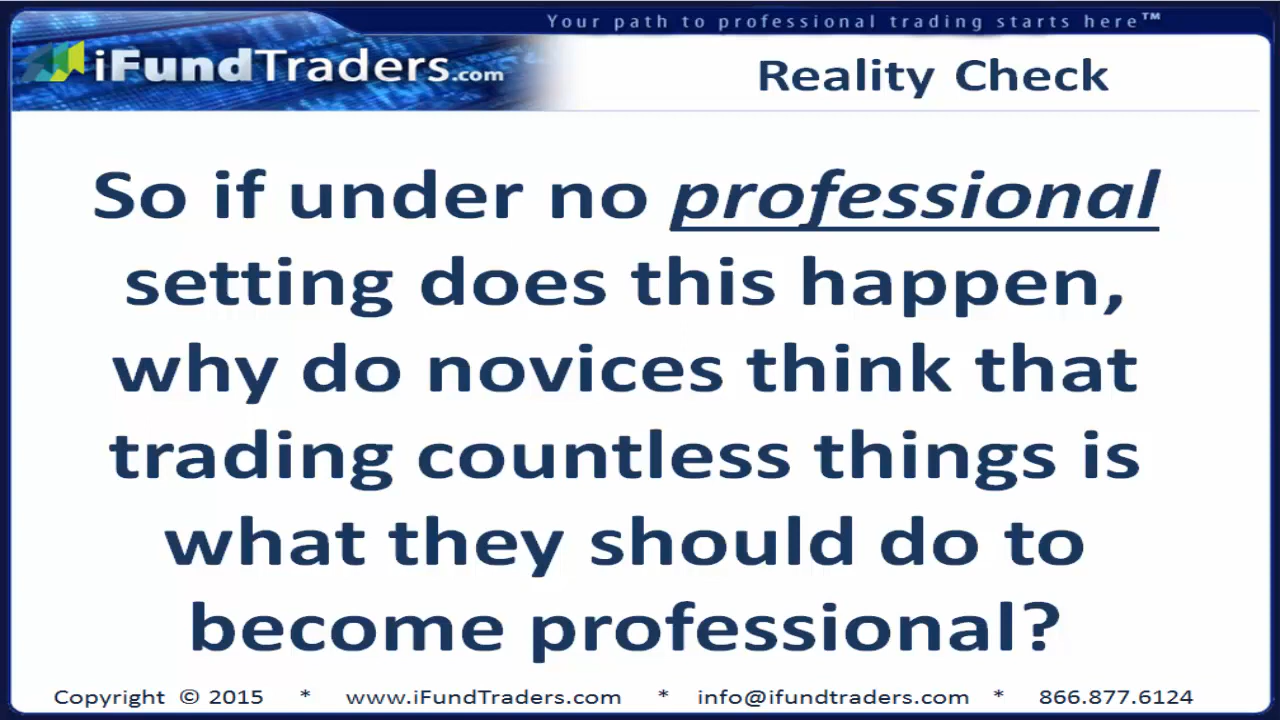 Your path to professional trading starts here™
iFundTraders.com
Reality Check
So if under no professional
setting does this happen,
why do novices think that
trading countless things is
what they should do to
become professional?
Copyright © 2015 * www.iFundTraders.com * info@ifundtraders.com * 866.877.6124